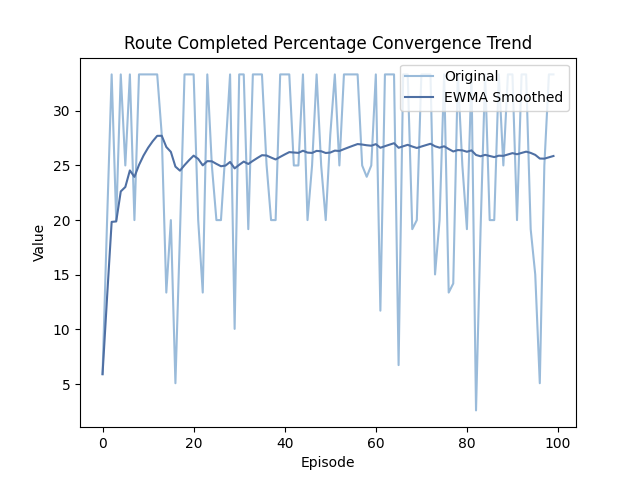 Route Completed Percentage Convergence Trend
Original
EWMA Smoothed
30
25
20
15
10
5
Value
0
20
40
60
80
100
Episode